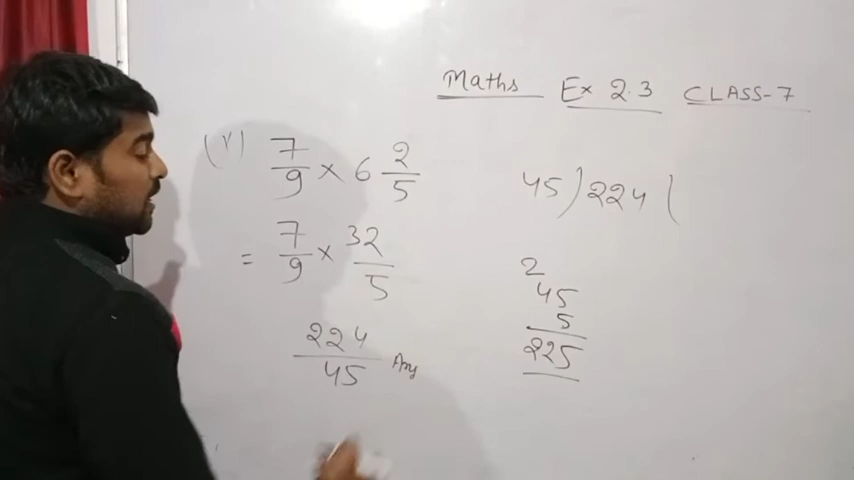 Maths Ex 2.3 CLASS-7
(V) 7/9 × 6 2/5
= 7/9 × 32/5
224/45 Ans
45)224(
2
45
5
225